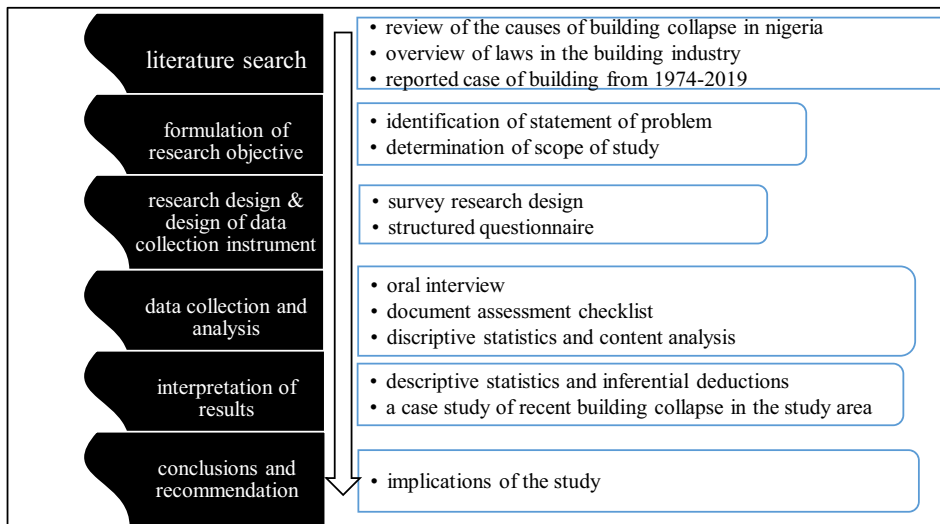 literature search
• review of the causes of building collapse in nigeria
• overview of laws in the building industry
• reported case of building from 1974-2019
formulation of
research objective
• identification of statement of problem
• determination of scope of study
research design &
design of data
collection instrument
• survey research design
• structured questionnaire
data collection and
analysis
• oral interview
• document assessment checklist
• discriptive statistics and content analysis
interpretation of
results
• descriptive statistics and inferential deductions
• a case study of recent building collapse in the study area
conclusions and
recommendation
• implications of the study